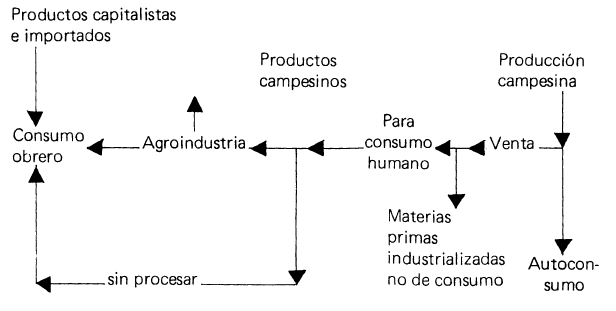 Productos capitalistas
e importados
Productos
campesinos
Producción
campesina
Consumo
obrero
Agroindustria
Para
consumo
humano
Venta
Materias
primas
industrializadas
no de consumo
Autocon-
sumo
sin procesar